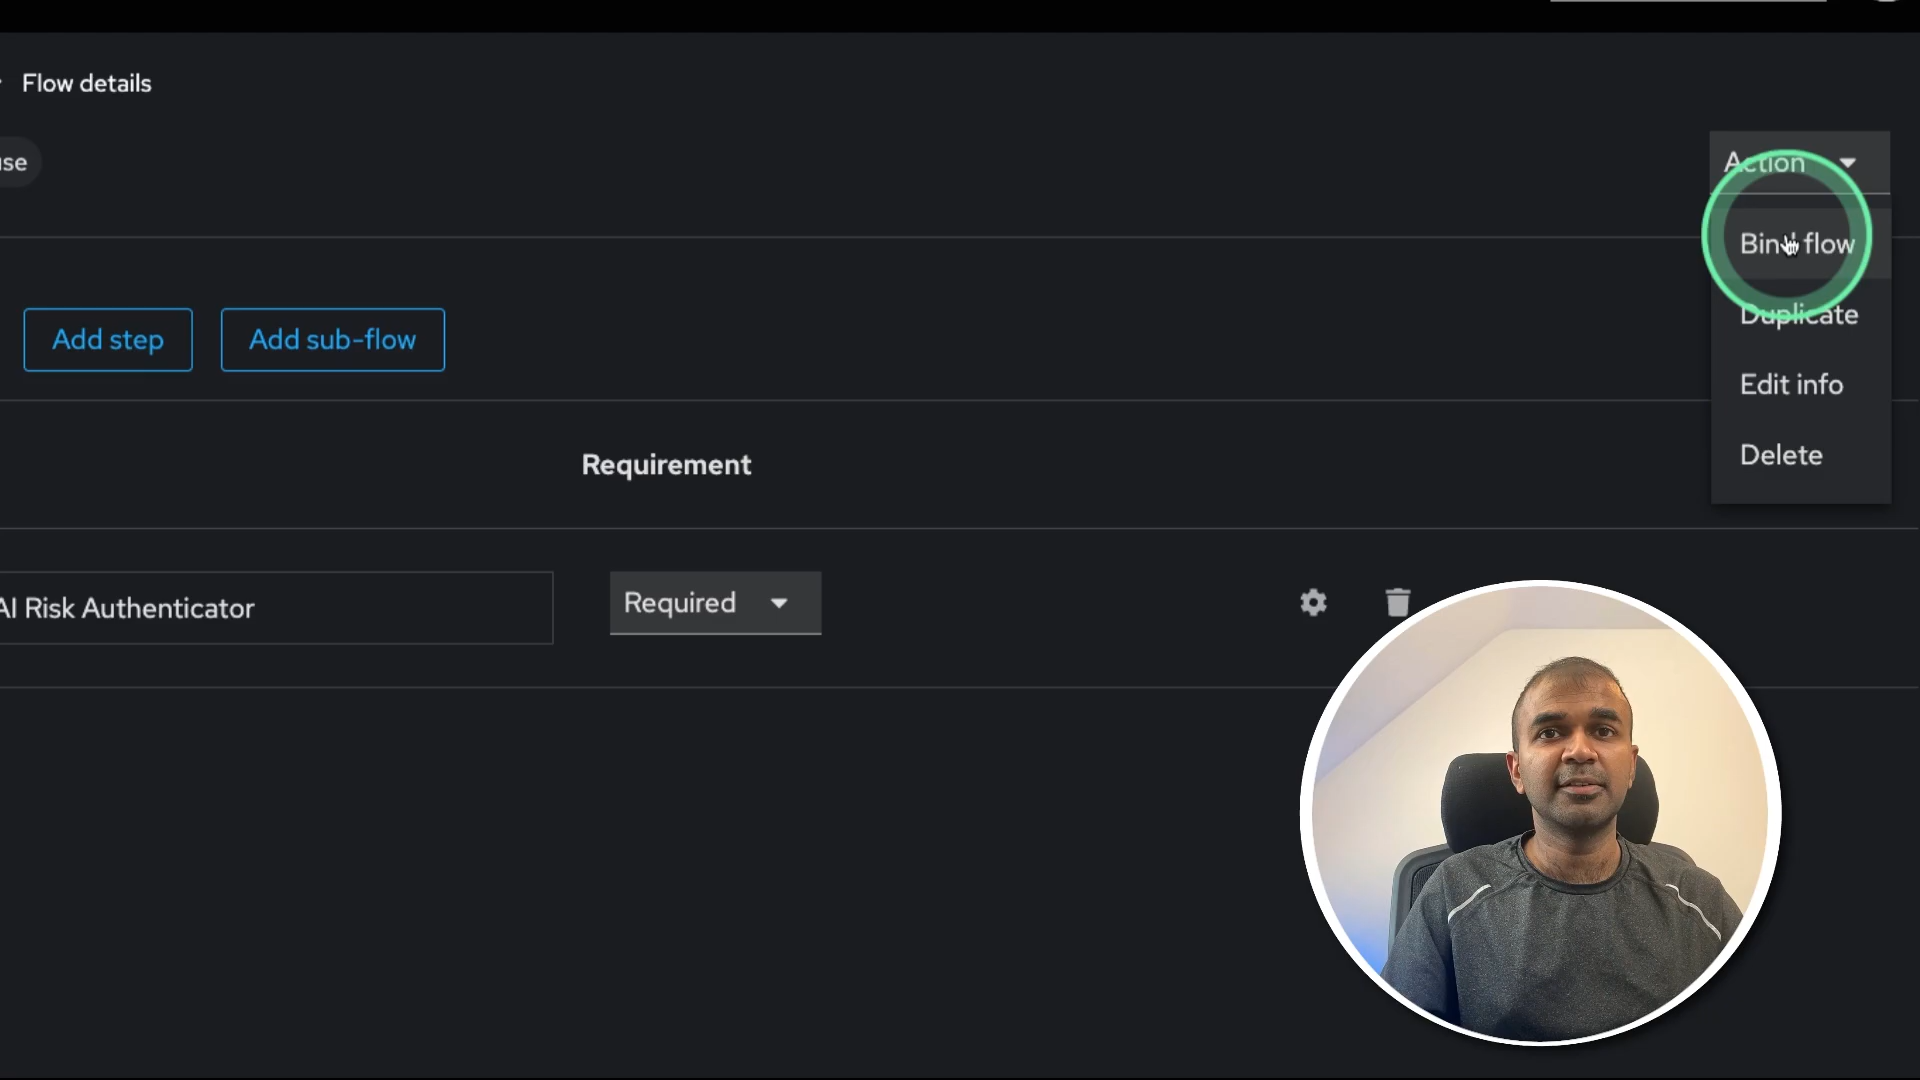 Flow details
use
Action
Bind flow
Add step
Add sub-flow
Duplicate
Edit info
Requirement
Delete
AI Risk Authenticator
Required